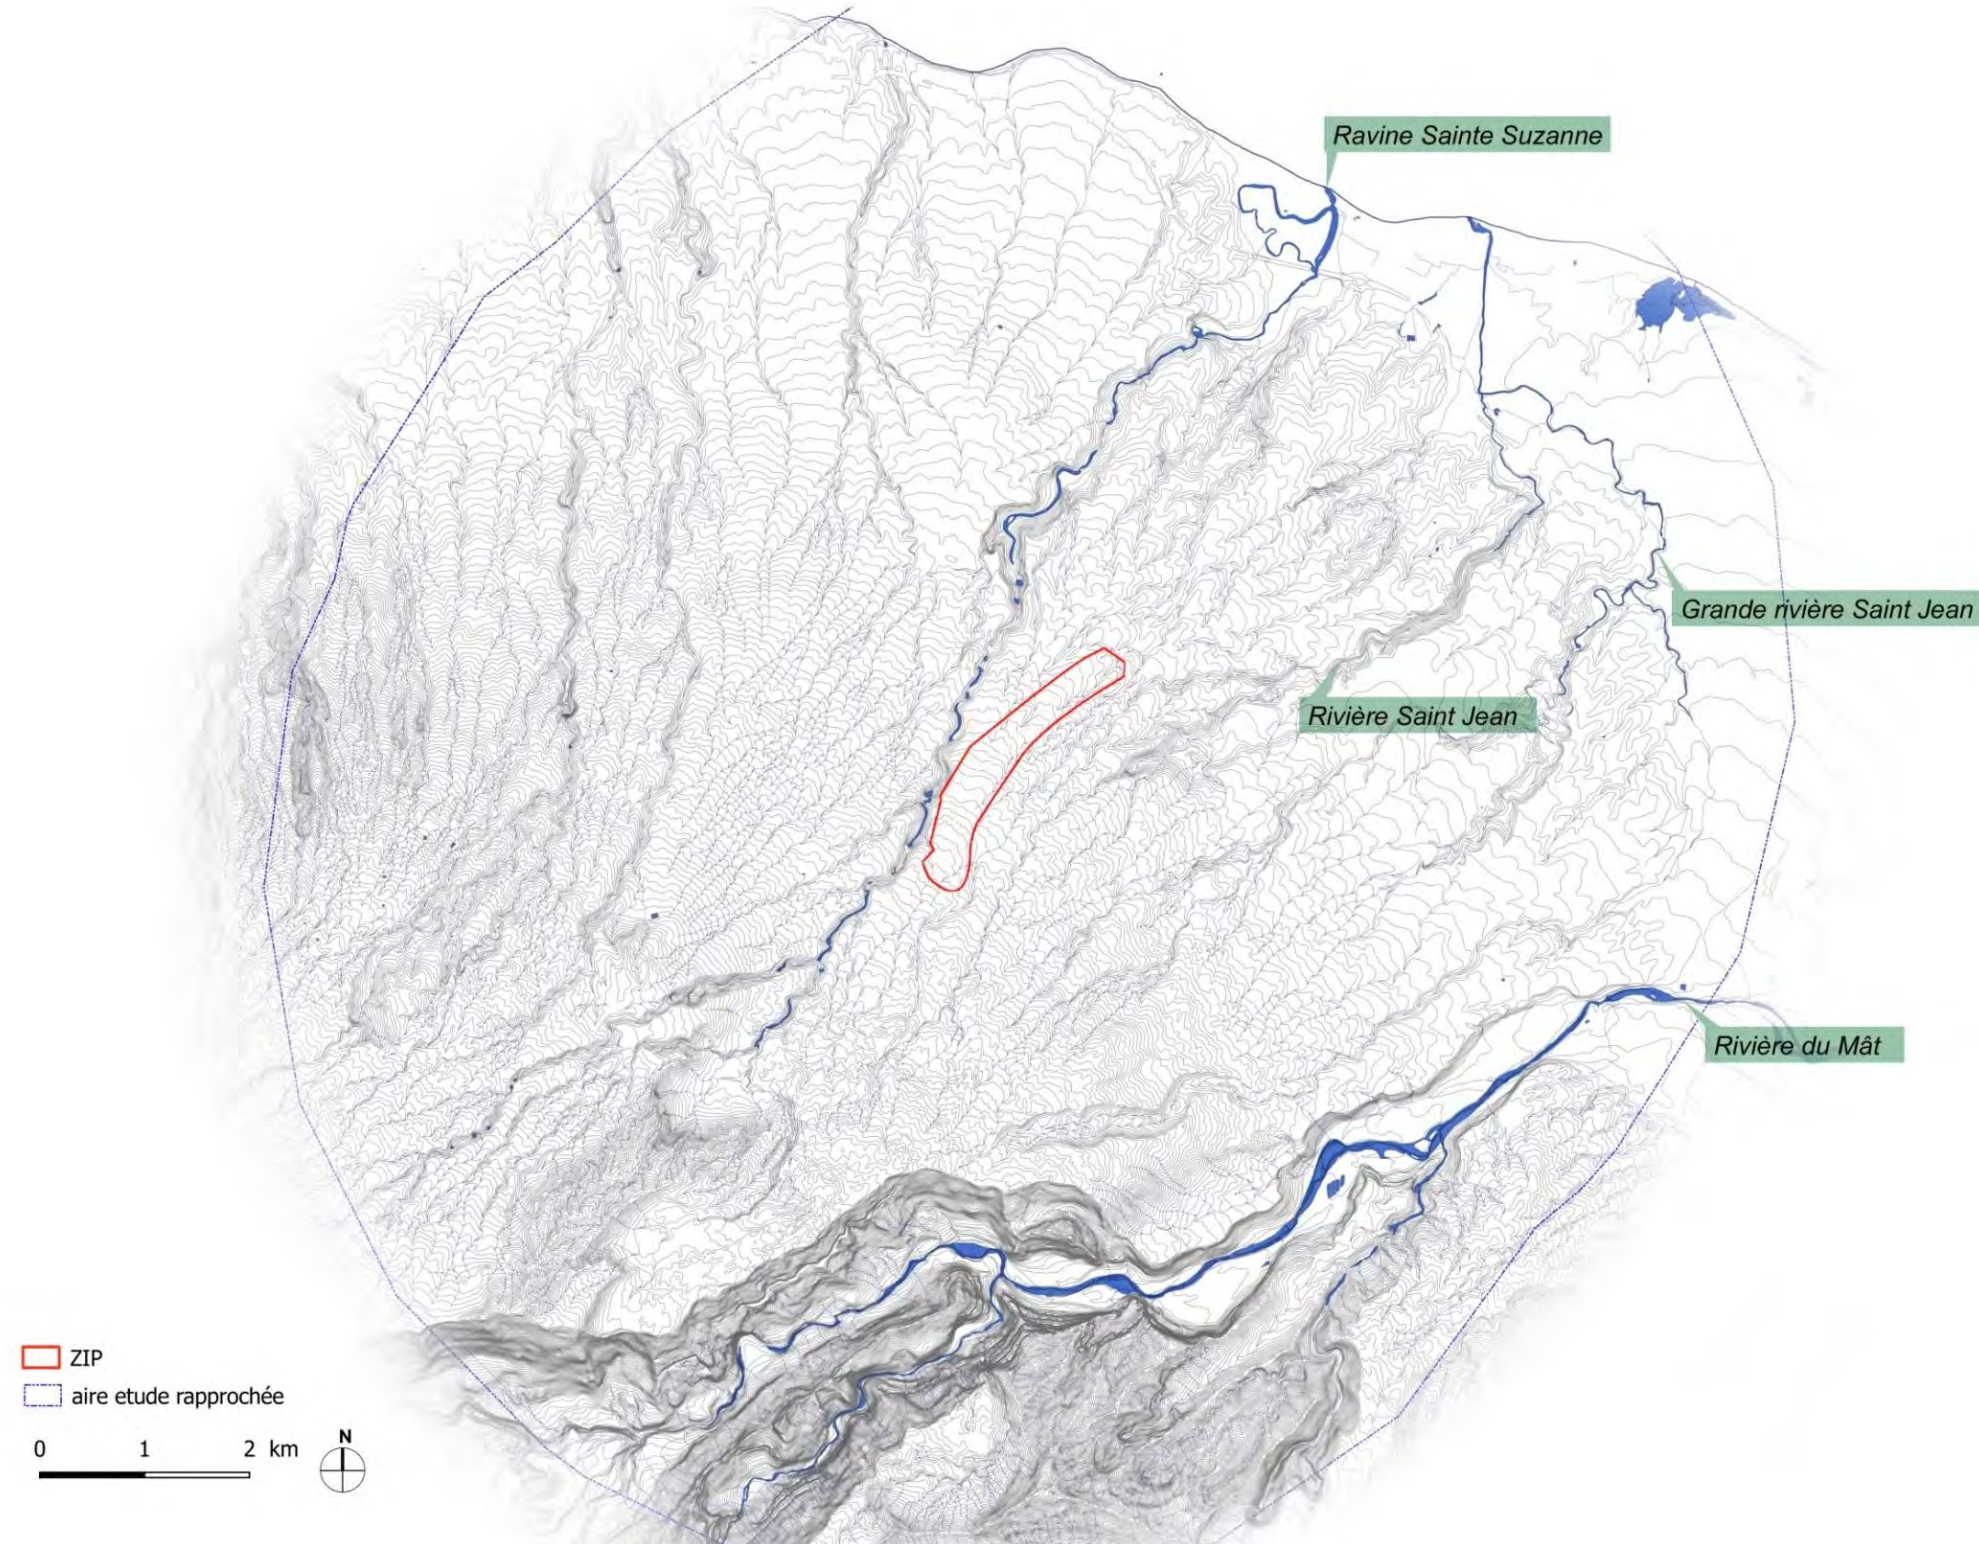 Ravine Sainte Suzanne
Grande rivière Saint Jean
Rivière Saint Jean
Rivière du Mât
ZIP
aire etude rapprochée
0 1 2 km
N